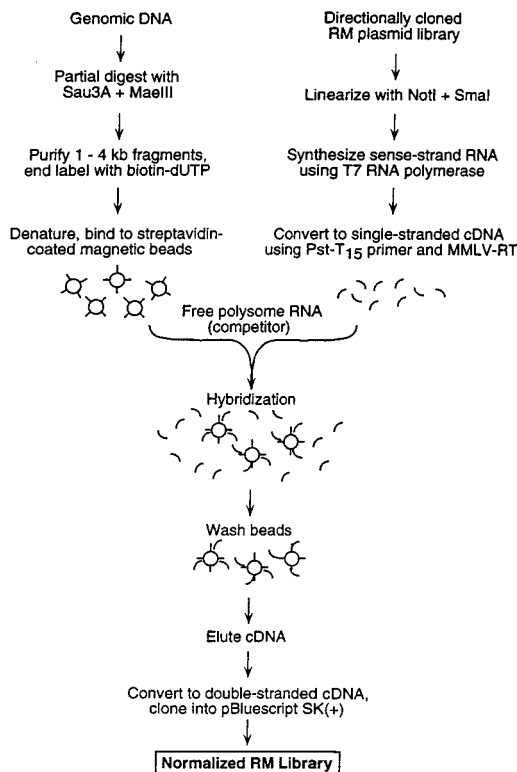 Genomic DNA
Partial digest with
Sau3A + MaeIII
Purify 1 - 4 kb fragments,
end label with biotin-dUTP
Denature, bind to streptavidin-
coated magnetic beads
Directionally cloned
RM plasmid library
Linearize with NotI + SmaI
Synthesize sense-strand RNA
using T7 RNA polymerase
Convert to single-stranded cDNA
using Pst-T15 primer and MMLV-RT
Free polysome RNA
(competitor)
Hybridization
Wash beads
Elute cDNA
Convert to double-stranded cDNA,
clone into pBluescript SK(+)
Normalized RM Library